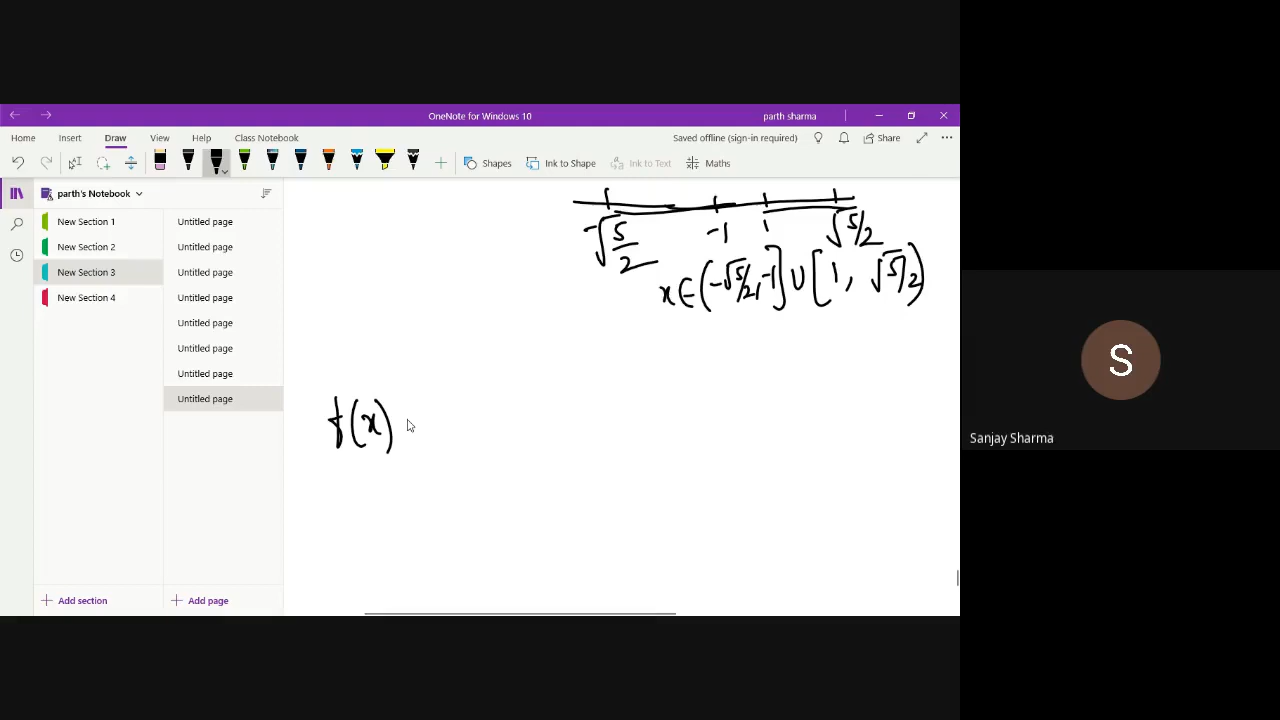 OneNote for Windows 10
parth sharma
Home Insert Draw View Help Class Notebook
Saved offline (sign-in required)
Share
Shapes
Ink to Shape
Ink to Text
Maths
parth's Notebook
New Section 1
New Section 2
New Section 3
New Section 4
Untitled page
Untitled page
Untitled page
Untitled page
Untitled page
Untitled page
Untitled page
Untitled page
-√5/2 -1 1 √5/2
x∈(-√5/2, -1] ∪ [1, √5/2)
f(x)
Add section
Add page
S
Sanjay Sharma